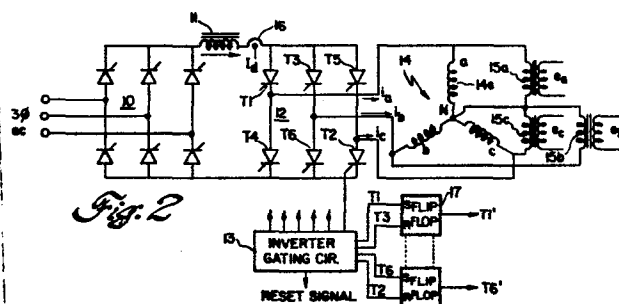 11
16
Id
T3
T5
a
14
14a
15a
ea
T1
ia
10
12
ib
N
3Ø
ac
ic
15c
ec
15b
T4
T6
T2
b
c
Fig. 2
T1
17
S FLIP
FLOP
T1'
T3
13
INVERTER
GATING CIR.
T6
S FLIP
FLOP
T6'
T2
RESET SIGNAL